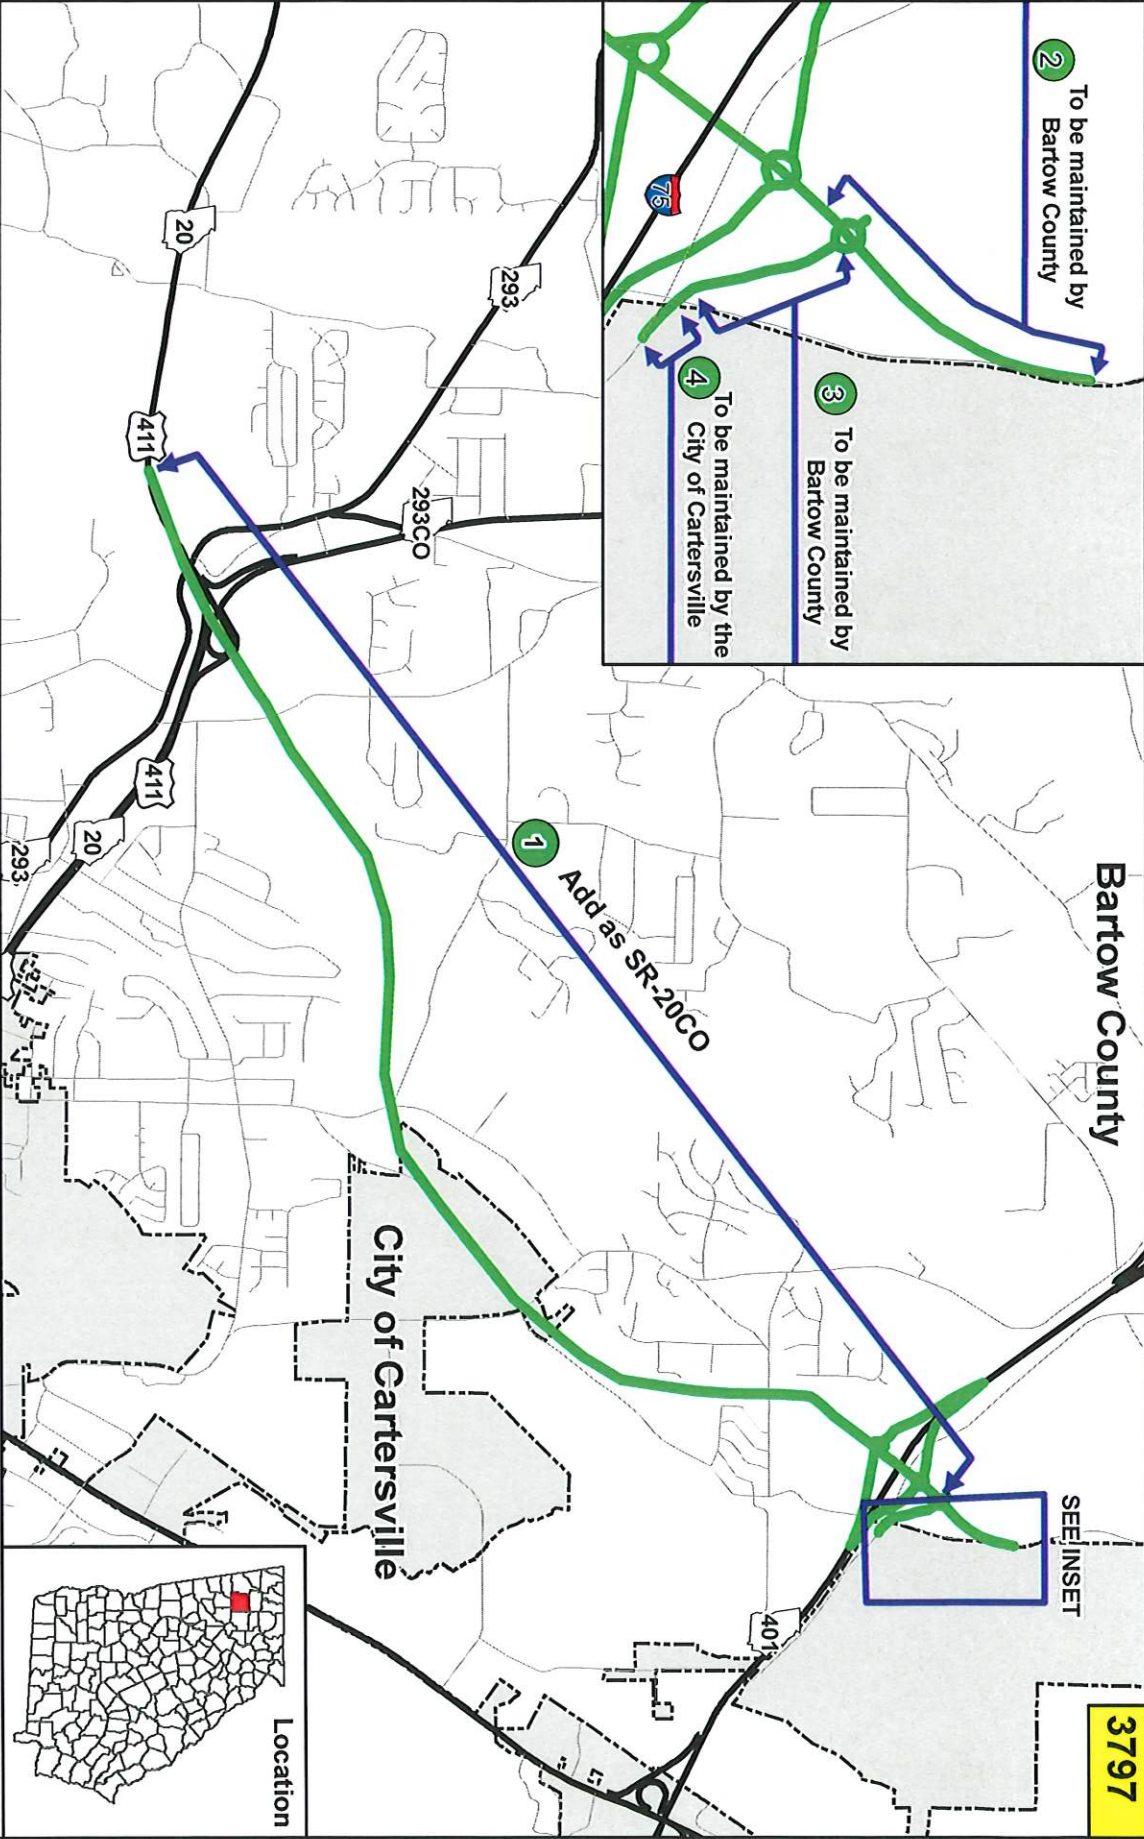 3797
2
To be maintained by
Bartow County
75
3
To be maintained by
Bartow County
4
To be maintained by the
City of Cartersville
Bartow County
SEE INSET
293
20
411
293CO
1
Add as SR-20CO
411
20
293
City of Cartersville
401
Location